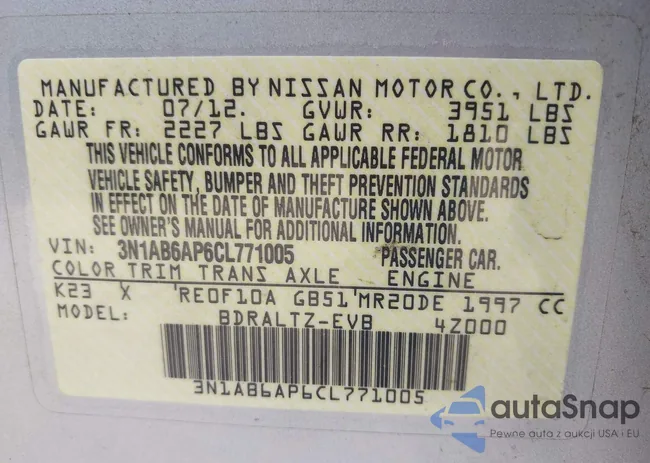 MANUFACTURED BY NISSAN MOTOR CO., LTD.
DATE: 07/12. GVWR: 3951 LBS
GAWR FR: 2227 LBS GAWR RR: 1810 LBS
THIS VEHICLE CONFORMS TO ALL APPLICABLE FEDERAL MOTOR
VEHICLE SAFETY, BUMPER AND THEFT PREVENTION STANDARDS
IN EFFECT ON THE DATE OF MANUFACTURE SHOWN ABOVE.
SEE OWNER'S MANUAL FOR ADDITIONAL INFORMATION.
VIN: 3N1AB6AP6CL771005 PASSENGER CAR.
COLOR TRIM TRANS AXLE ENGINE
K23 X RE0F10A GB51 MR20DE 1997 CC
MODEL: BDRALTZ-EVB 4Z000
3N1AB6AP6CL771005
autaSnap
Pewne auta z aukcji USA i EU